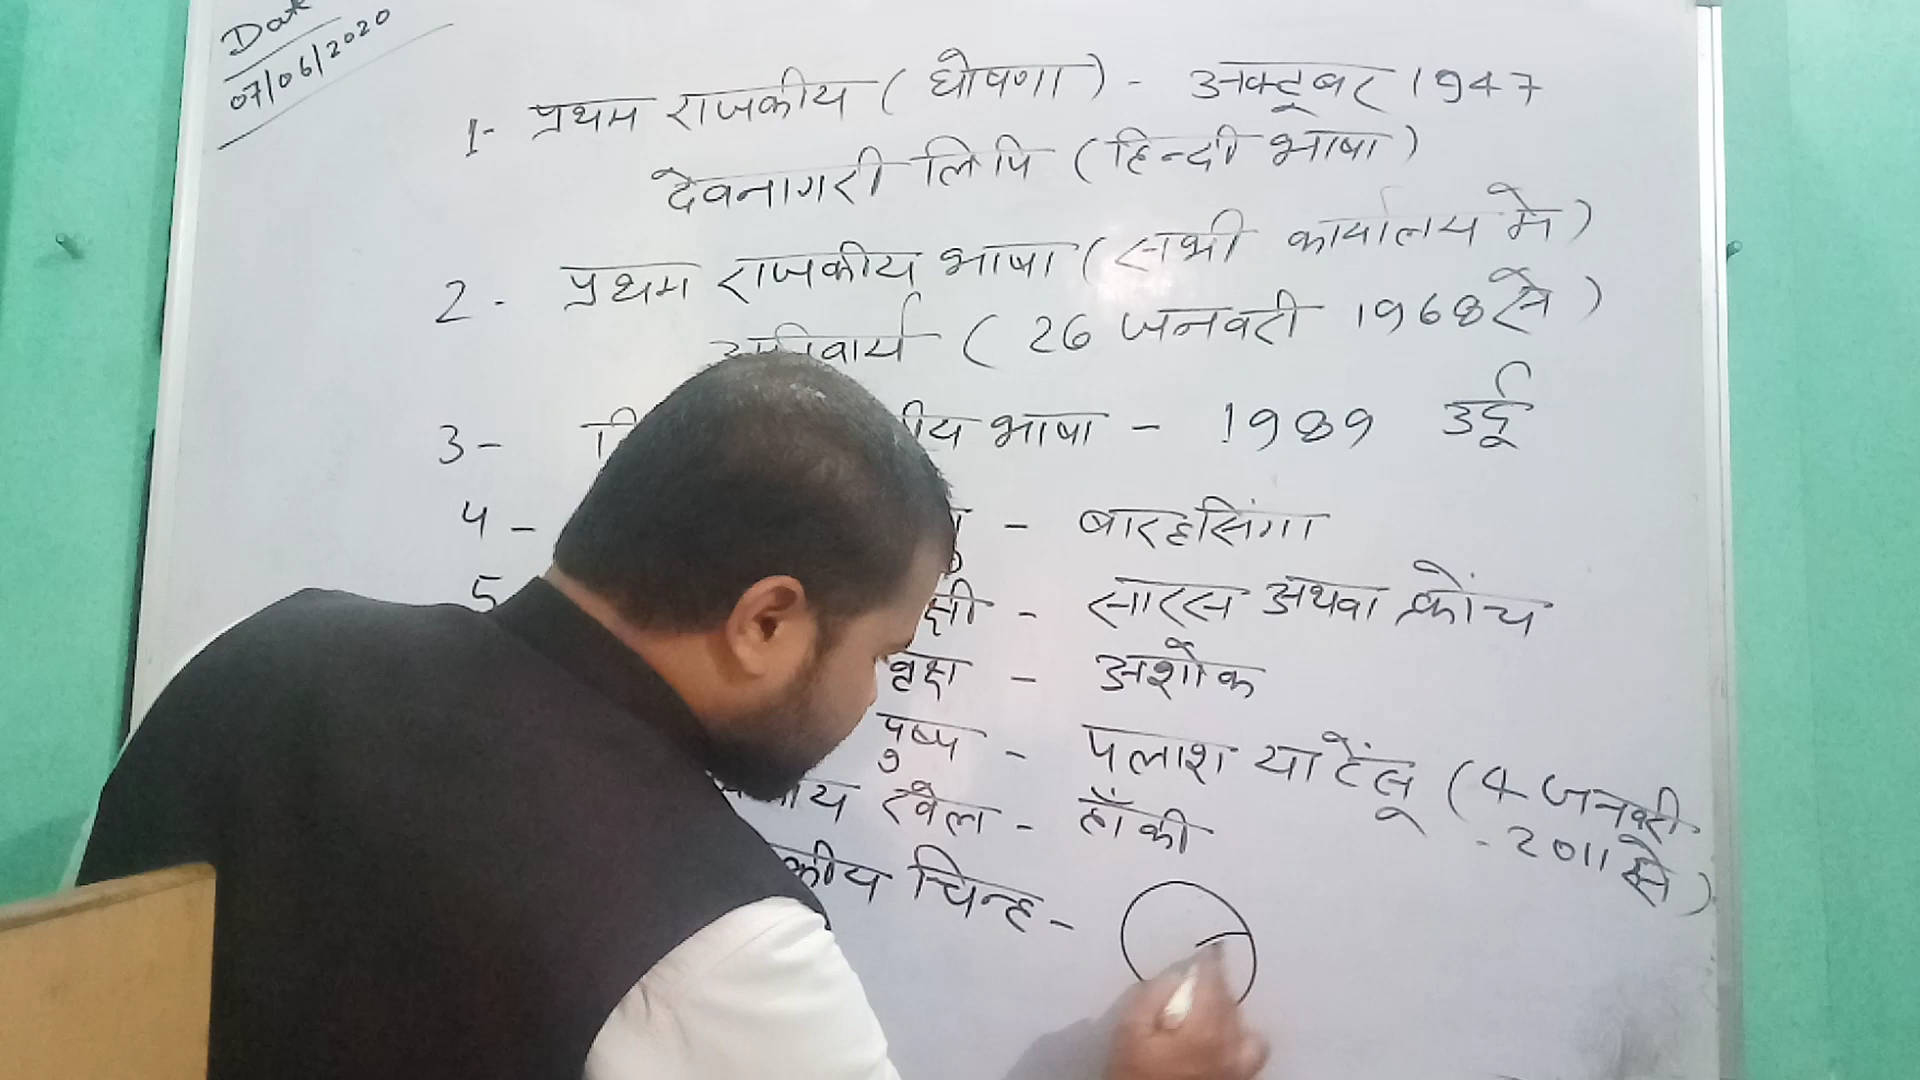 Date
07/06/2020
1- प्रथम राजकीय ( घोषणा ) - अक्टूबर 1947
देवनागरी लिपि ( हिन्दी भाषा )
2 - प्रथम राजकीय भाषा ( सभी कार्यालय मे )
( 26 जनवरी 1968 से )
3 - भाषा - 1989 उर्दू
4 - - बारहसिंगा
5 - सारस अथवा क्रोंच
वृक्ष - अशोक
पुष्प - पलाश या टेंसू ( 4 जनवरी
- 2011 से )
खेल - हॉकी
चिन्ह -